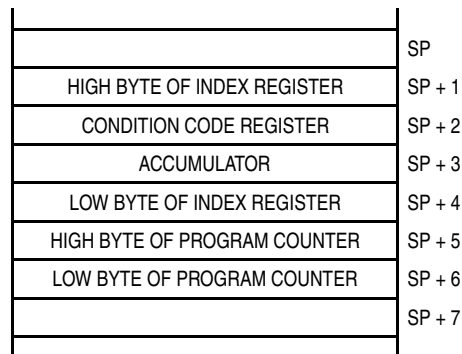 SP
HIGH BYTE OF INDEX REGISTER SP + 1
CONDITION CODE REGISTER SP + 2
ACCUMULATOR SP + 3
LOW BYTE OF INDEX REGISTER SP + 4
HIGH BYTE OF PROGRAM COUNTER SP + 5
LOW BYTE OF PROGRAM COUNTER SP + 6
SP + 7